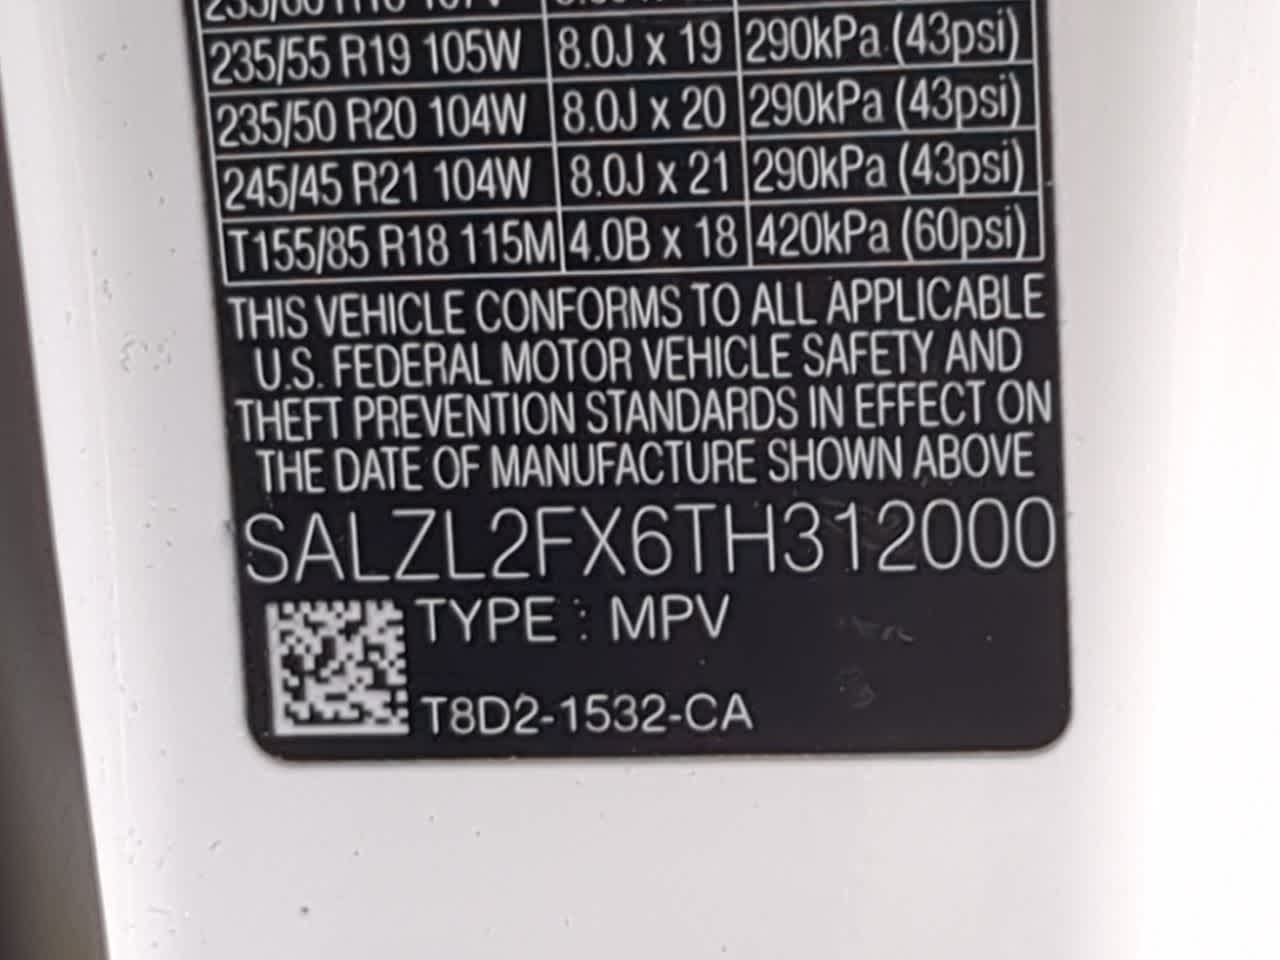 235/55 R19 105W 8.0J x 19 290kPa (43psi)
235/50 R20 104W 8.0J x 20 290kPa (43psi)
245/45 R21 104W 8.0J x 21 290kPa (43psi)
T155/85 R18 115M 4.0B x 18 420kPa (60psi)
THIS VEHICLE CONFORMS TO ALL APPLICABLE
U.S. FEDERAL MOTOR VEHICLE SAFETY AND
THEFT PREVENTION STANDARDS IN EFFECT ON
THE DATE OF MANUFACTURE SHOWN ABOVE
SALZL2FX6TH312000
TYPE : MPV
T8D2-1532-CA